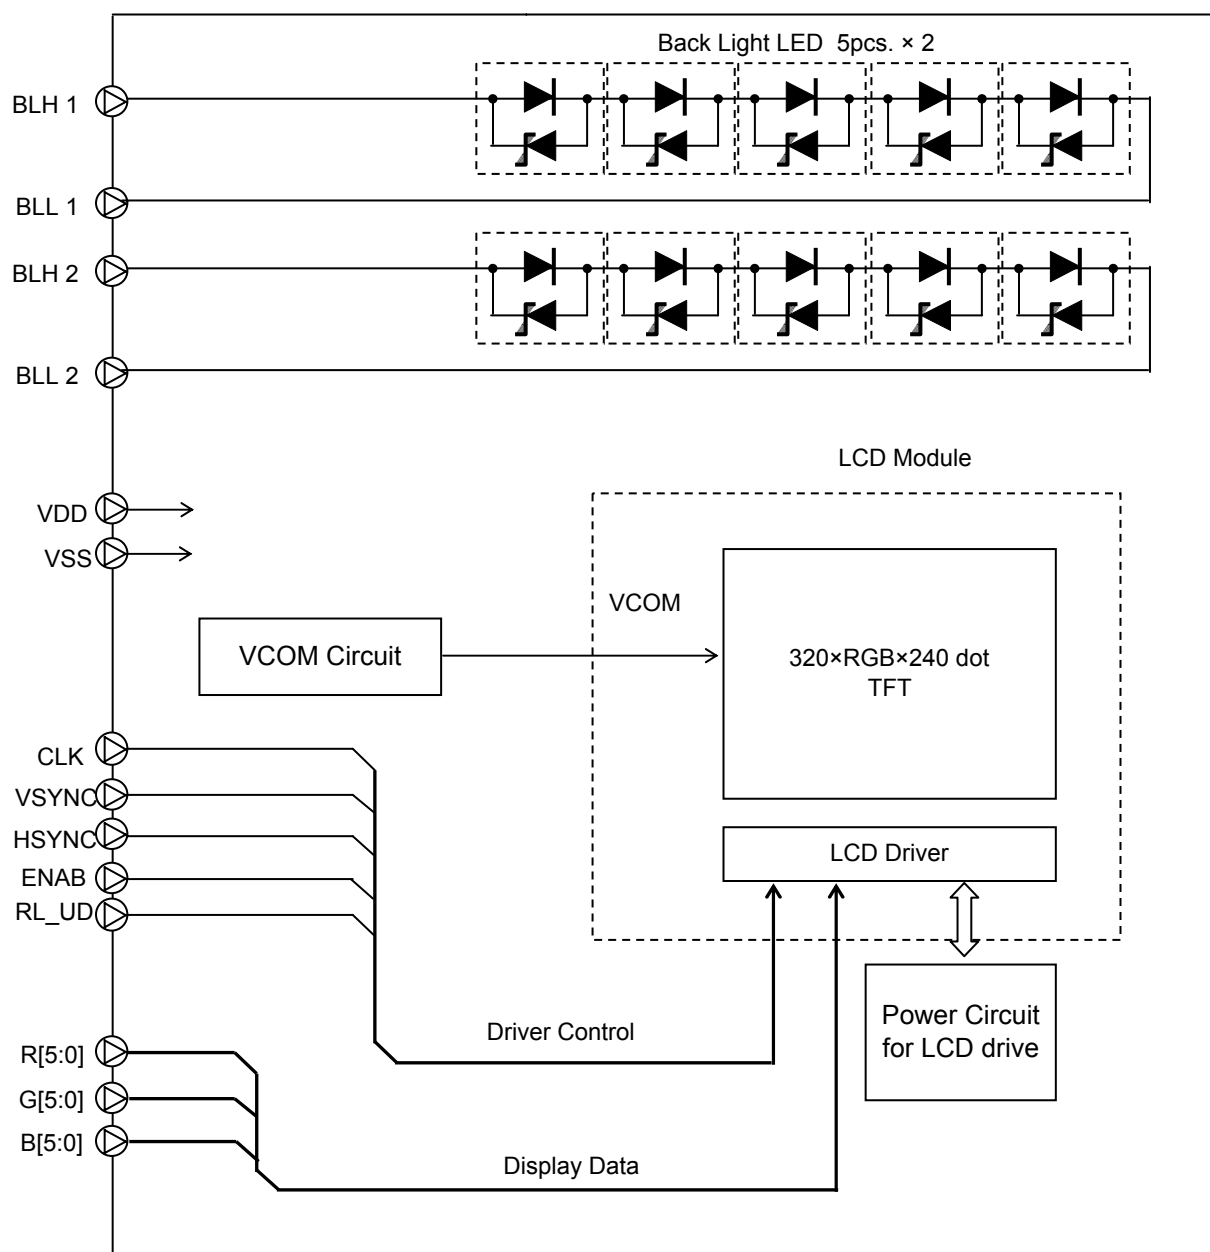 Back Light LED 5pcs. × 2
BLH 1
BLL 1
BLH 2
BLL 2
LCD Module
VDD
VSS
VCOM
VCOM Circuit
320×RGB×240 dot
TFT
CLK
VSYNC
HSYNC
ENAB
RL_UD
LCD Driver
Power Circuit
for LCD drive
Driver Control
R[5:0]
G[5:0]
B[5:0]
Display Data